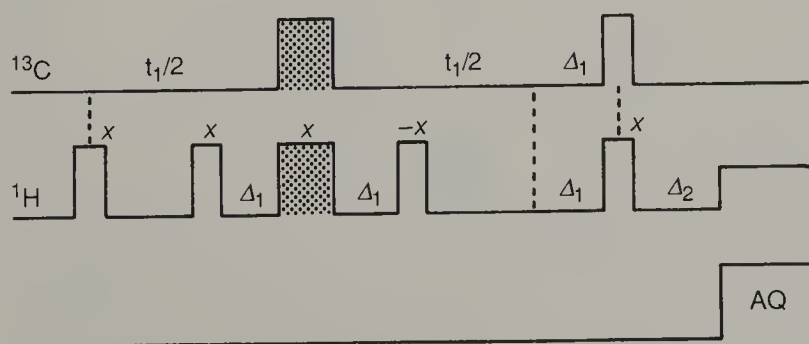 ¹³C t₁/2 t₁/2 Δ₁
x x x −x x
¹H Δ₁ Δ₁ Δ₁ Δ₂
AQ